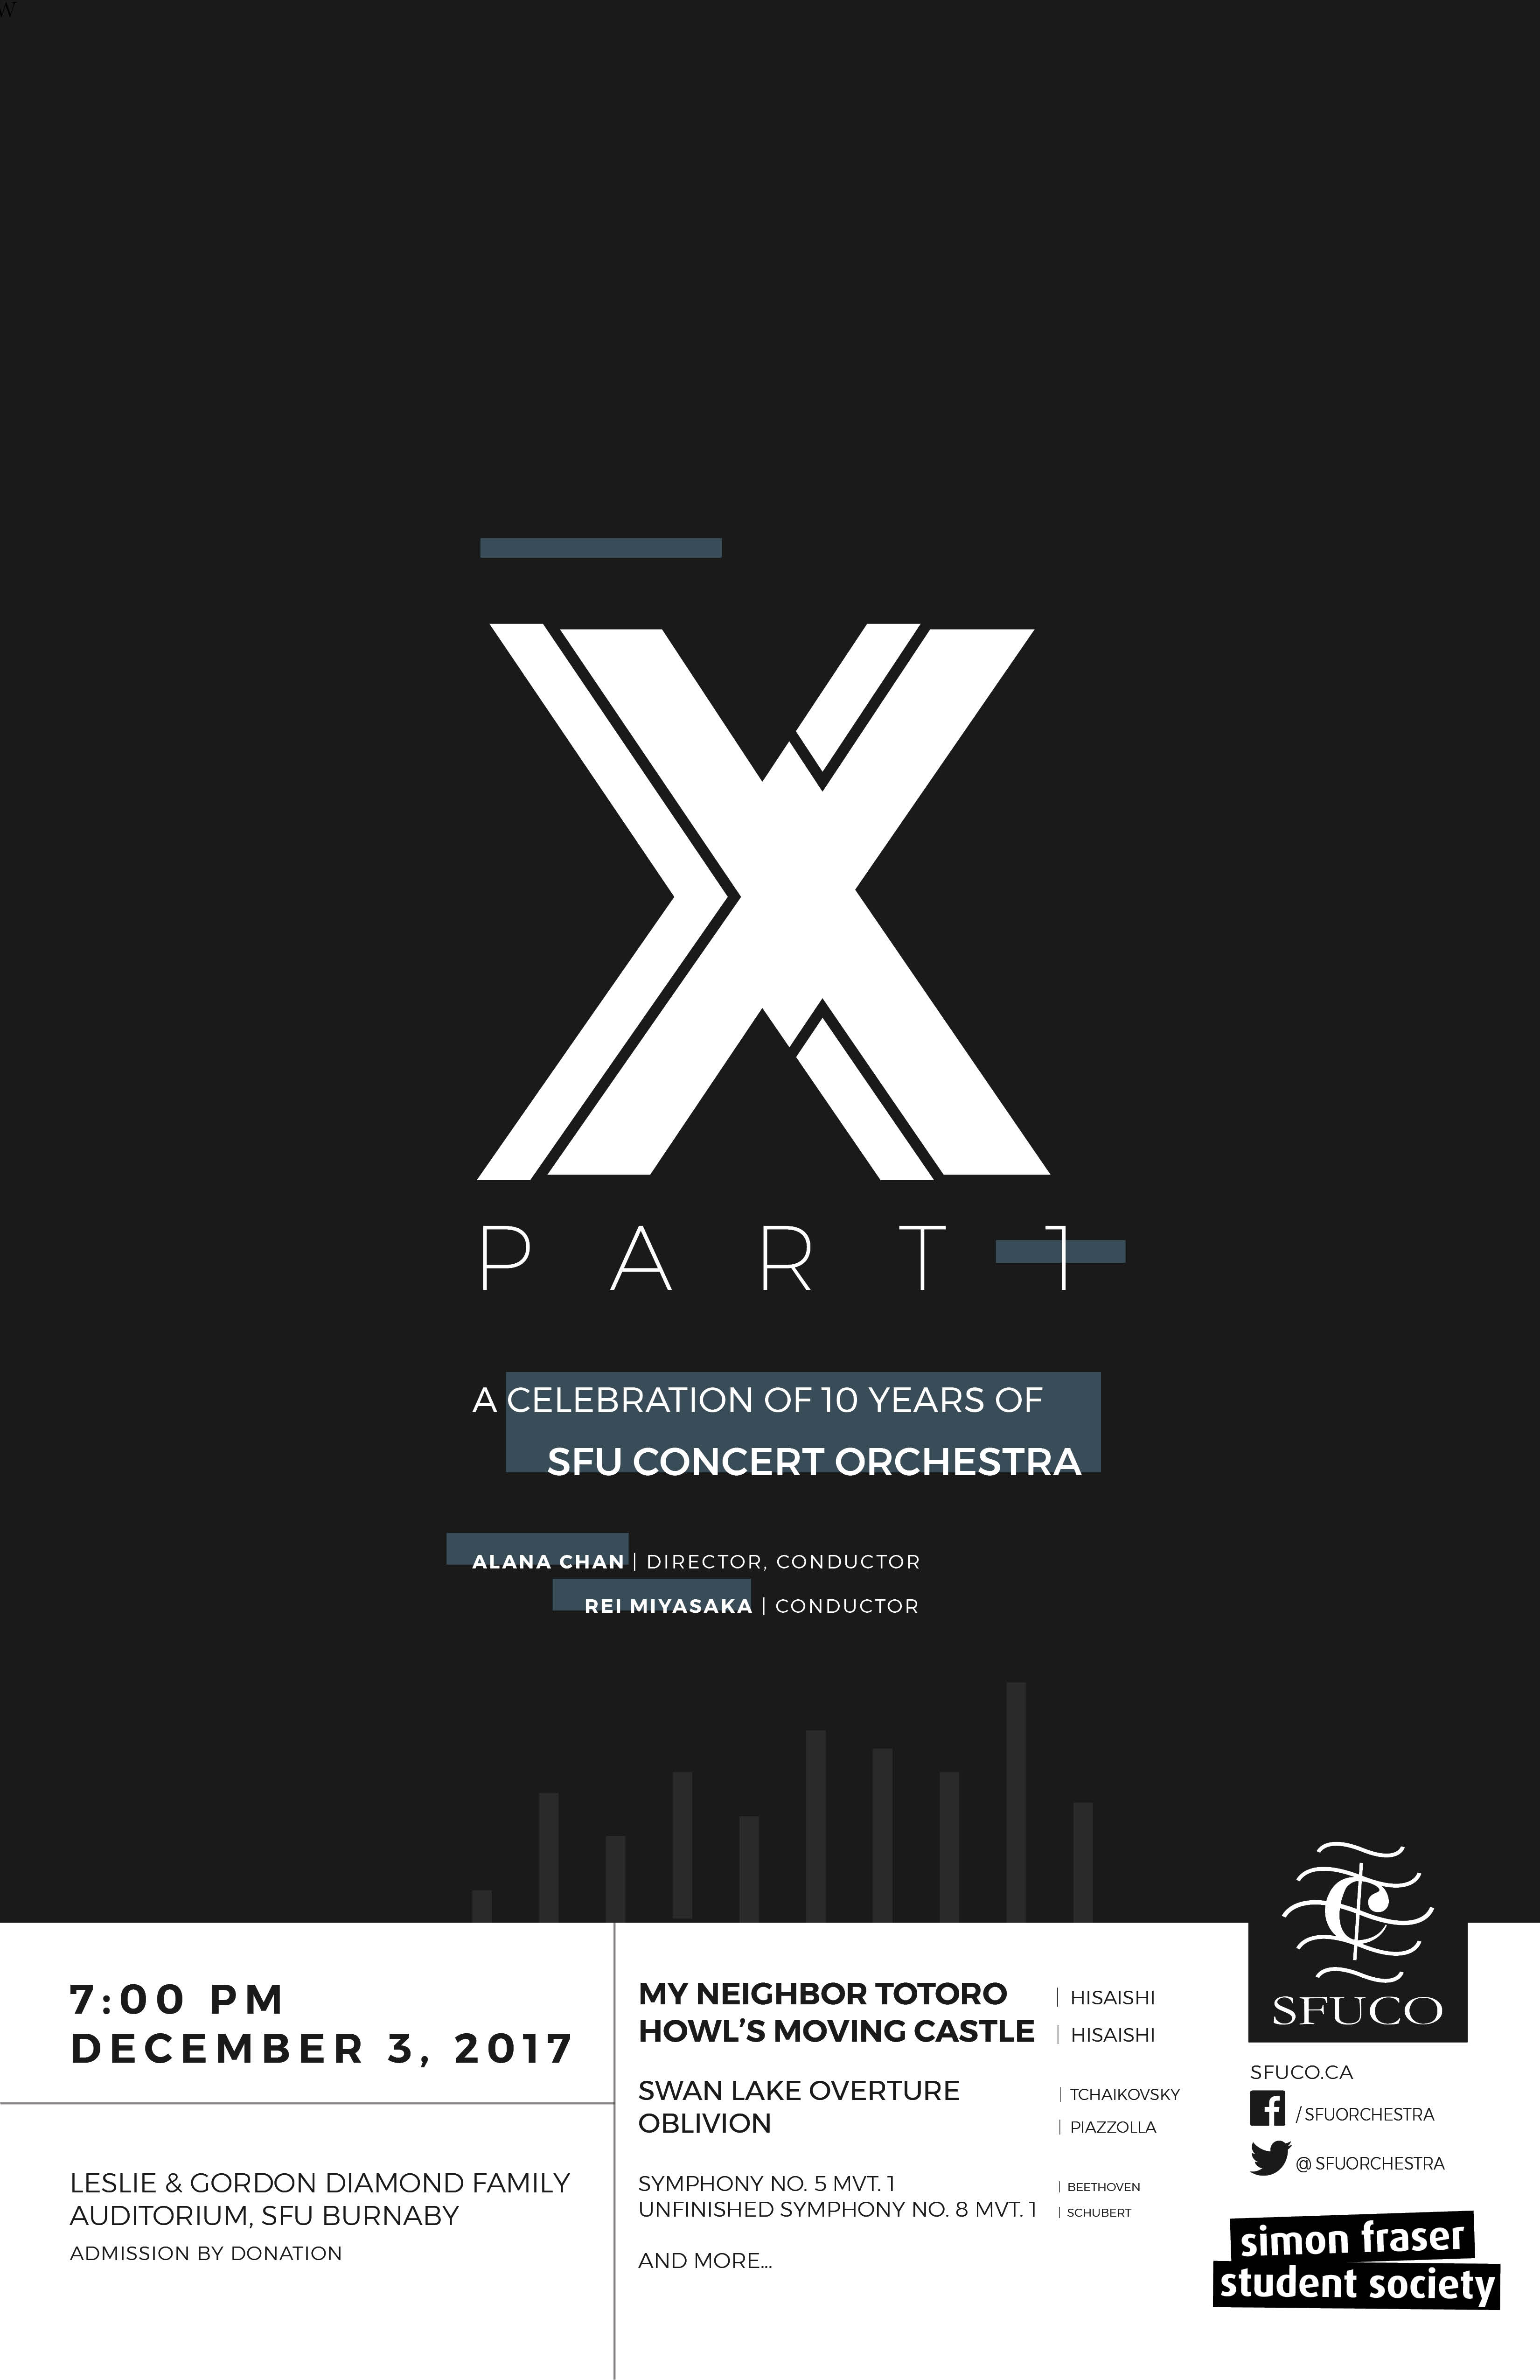 W
X
PART 1
A CELEBRATION OF 10 YEARS OF
SFU CONCERT ORCHESTRA
ALANA CHAN | DIRECTOR, CONDUCTOR
REI MIYASAKA | CONDUCTOR
7:00 PM
DECEMBER 3, 2017
LESLIE & GORDON DIAMOND FAMILY
AUDITORIUM, SFU BURNABY
ADMISSION BY DONATION
MY NEIGHBOR TOTORO | HISAISHI
HOWL'S MOVING CASTLE | HISAISHI
SWAN LAKE OVERTURE | TCHAIKOVSKY
OBLIVION | PIAZZOLLA
SYMPHONY NO. 5 MVT. 1 | BEETHOVEN
UNFINISHED SYMPHONY NO. 8 MVT. 1 | SCHUBERT
AND MORE...
SFUCO
SFUCO.CA
/ SFUORCHESTRA
@ SFUORCHESTRA
simon fraser
student society